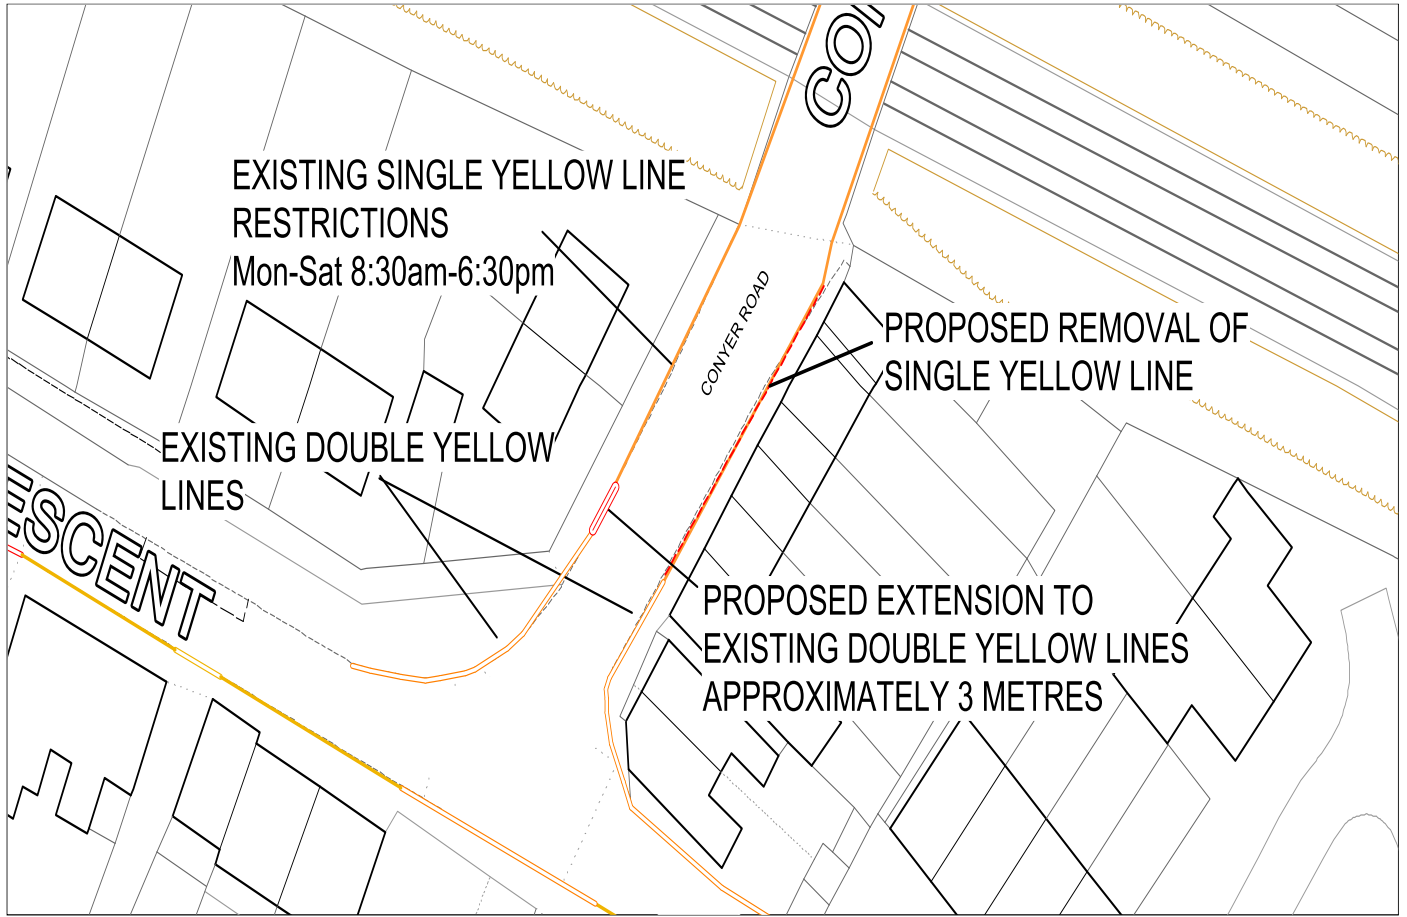 CON
EXISTING SINGLE YELLOW LINE
RESTRICTIONS
Mon-Sat 8:30am-6:30pm
CONYER ROAD
PROPOSED REMOVAL OF
SINGLE YELLOW LINE
EXISTING DOUBLE YELLOW
LINES
ESCENT
PROPOSED EXTENSION TO
EXISTING DOUBLE YELLOW LINES
APPROXIMATELY 3 METRES